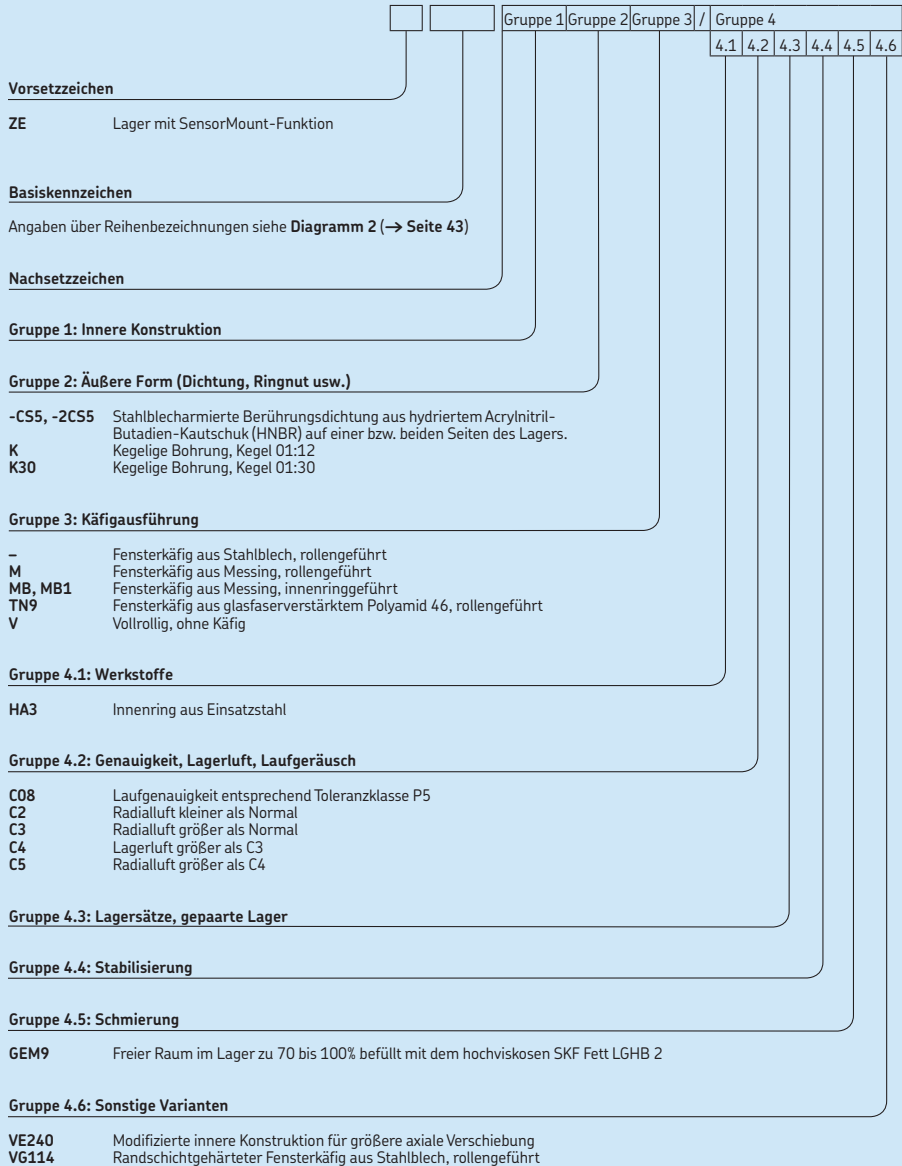 Gruppe 1 Gruppe 2 Gruppe 3 / Gruppe 4
4.1 4.2 4.3 4.4 4.5 4.6
Vorsetzzeichen
ZE Lager mit SensorMount-Funktion
Basiskennzeichen
Angaben über Reihenbezeichnungen siehe Diagramm 2 (→ Seite 43)
Nachsetzzeichen
Gruppe 1: Innere Konstruktion
Gruppe 2: Äußere Form (Dichtung, Ringnut usw.)
-CS5, -2CS5 Stahlblecharmierte Berührungsdichtung aus hydriertem Acrylnitril-
Butadien-Kautschuk (HNBR) auf einer bzw. beiden Seiten des Lagers.
K Kegelige Bohrung, Kegel 01:12
K30 Kegelige Bohrung, Kegel 01:30
Gruppe 3: Käfigausführung
– Fensterkäfig aus Stahlblech, rollengeführt
M Fensterkäfig aus Messing, rollengeführt
MB, MB1 Fensterkäfig aus Messing, innenringgeführt
TN9 Fensterkäfig aus glasfaserverstärktem Polyamid 46, rollengeführt
V Vollrollig, ohne Käfig
Gruppe 4.1: Werkstoffe
HA3 Innenring aus Einsatzstahl
Gruppe 4.2: Genauigkeit, Lagerluft, Laufgeräusch
C08 Laufgenauigkeit entsprechend Toleranzklasse P5
C2 Radialluft kleiner als Normal
C3 Radialluft größer als Normal
C4 Lagerluft größer als C3
C5 Radialluft größer als C4
Gruppe 4.3: Lagersätze, gepaarte Lager
Gruppe 4.4: Stabilisierung
Gruppe 4.5: Schmierung
GEM9 Freier Raum im Lager zu 70 bis 100% befüllt mit dem hochviskosen SKF Fett LGHB 2
Gruppe 4.6: Sonstige Varianten
VE240 Modifizierte innere Konstruktion für größere axiale Verschiebung
VG114 Randschichtgehärteter Fensterkäfig aus Stahlblech, rollengeführt